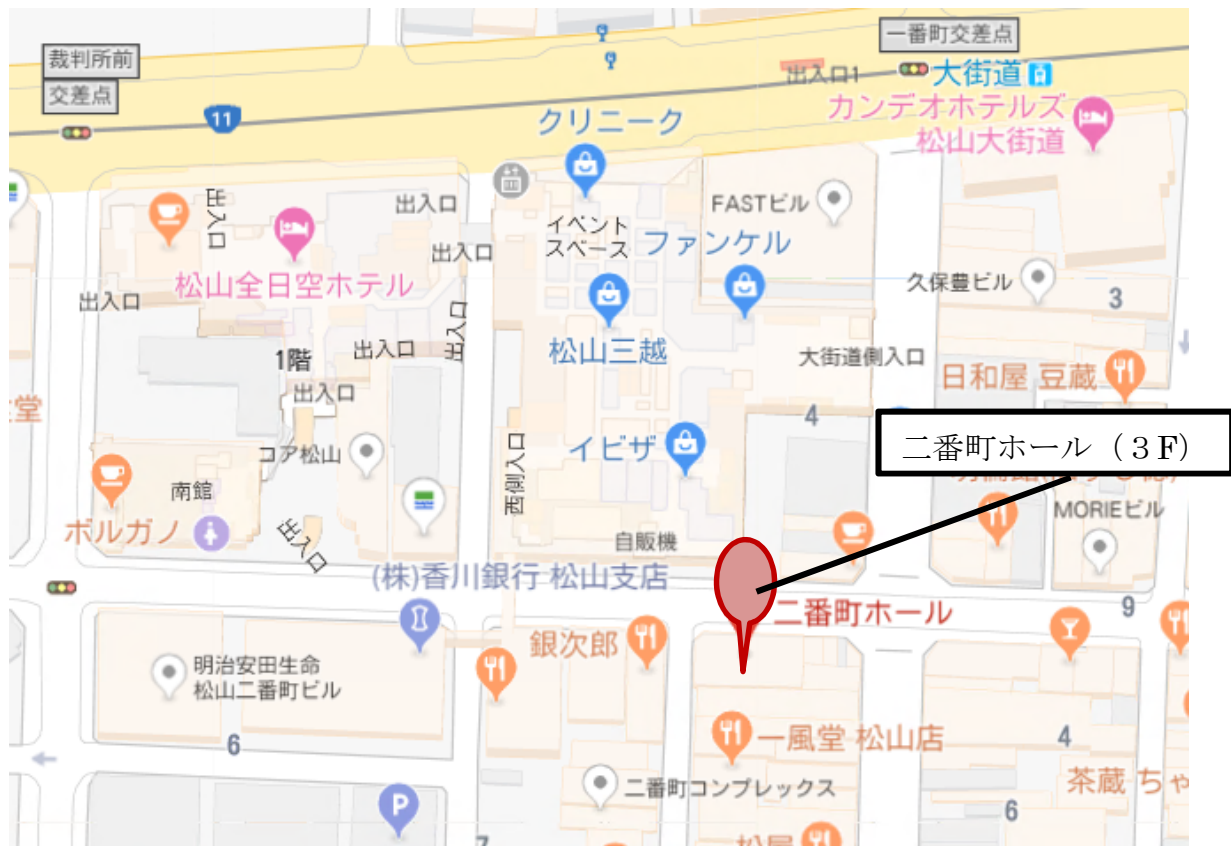 裁判所前
交差点
一番町交差点
11
出入口1
大街道
クリニーク
カンデオホテルズ
松山大街道
出入口
出入口
イベント
スペース
FASTビル
ファンケル
出入口
松山全日空ホテル
久保豊ビル
3
出入口
出入口
1階
出入口
松山三越
大街道側入口
日和屋 豆蔵
堂
出入口
4
二番町ホール（３F）
コア松山
イビザ
西側入口
南館
MORIEビル
ボルガノ
出入口
自販機
(株)香川銀行 松山支店
二番町ホール
9
銀次郎
明治安田生命
松山二番町ビル
6
一風堂 松山店
4
二番町コンプレックス
茶蔵 ちゃ
P
6
7
松屋